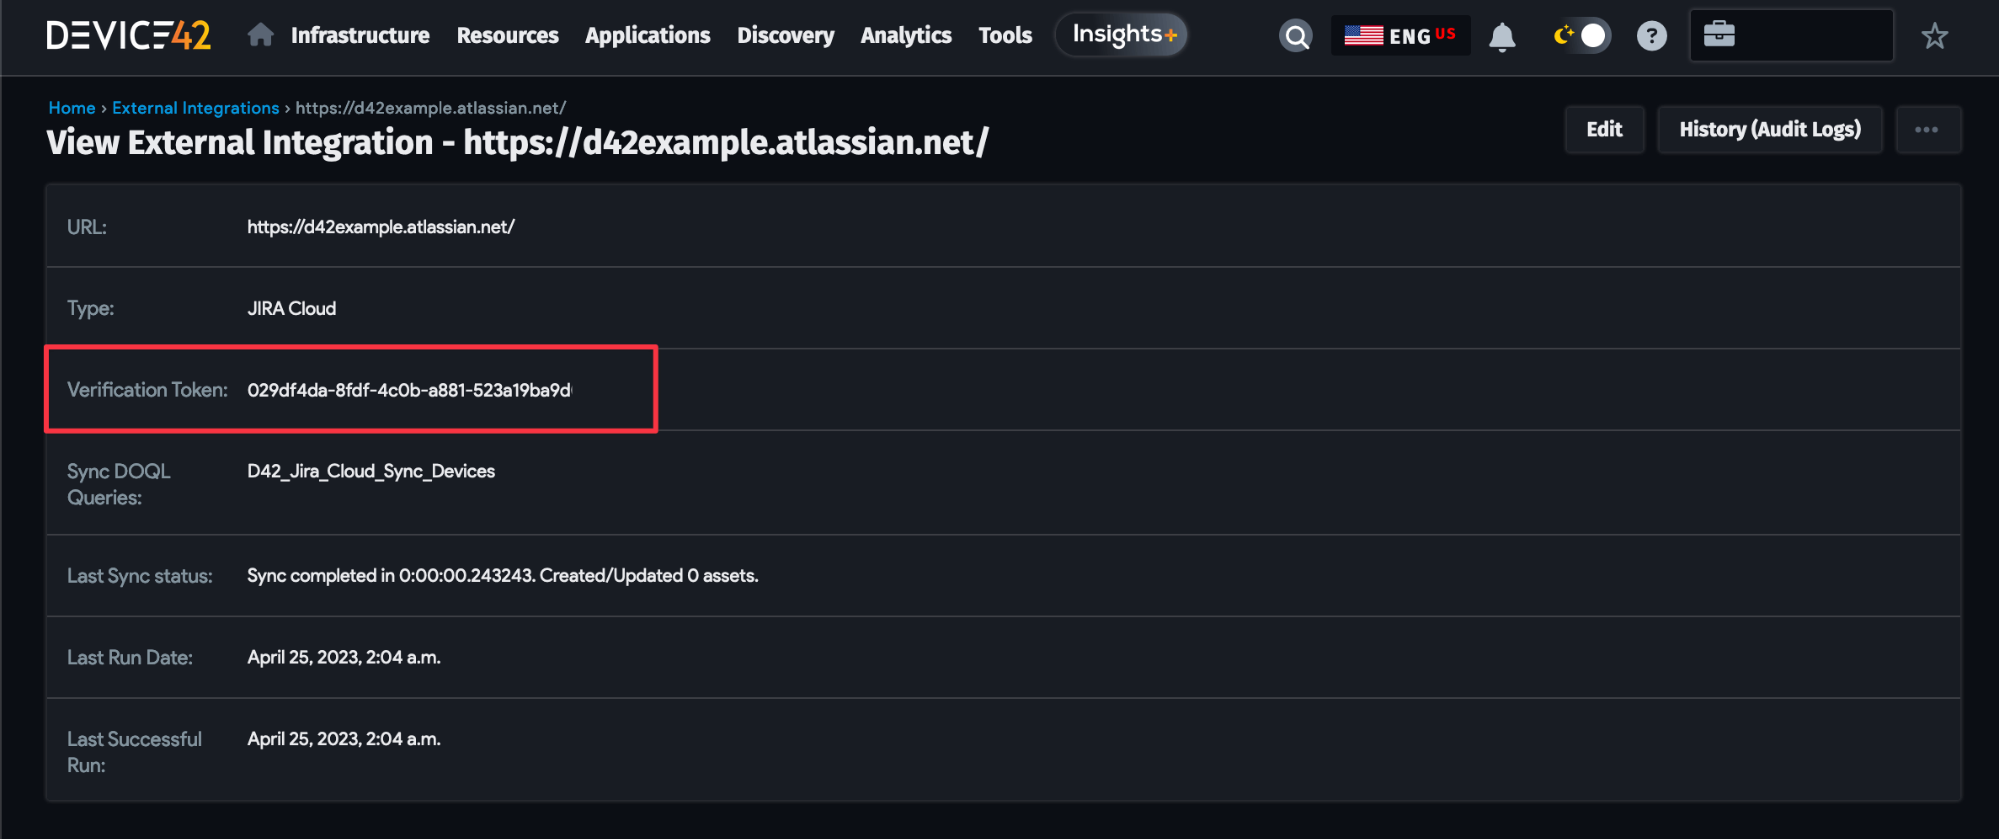 DEVICE42 Infrastructure Resources Applications Discovery Analytics Tools Insights+ ENG US ?
Home › External Integrations › https://d42example.atlassian.net/
View External Integration - https://d42example.atlassian.net/
Edit History (Audit Logs) •••
URL: https://d42example.atlassian.net/
Type: JIRA Cloud
Verification Token: 029df4da-8fdf-4c0b-a881-523a19ba9d
Sync DOQL D42_Jira_Cloud_Sync_Devices
Queries:
Last Sync status: Sync completed in 0:00:00.243243. Created/Updated 0 assets.
Last Run Date: April 25, 2023, 2:04 a.m.
Last Successful April 25, 2023, 2:04 a.m.
Run: